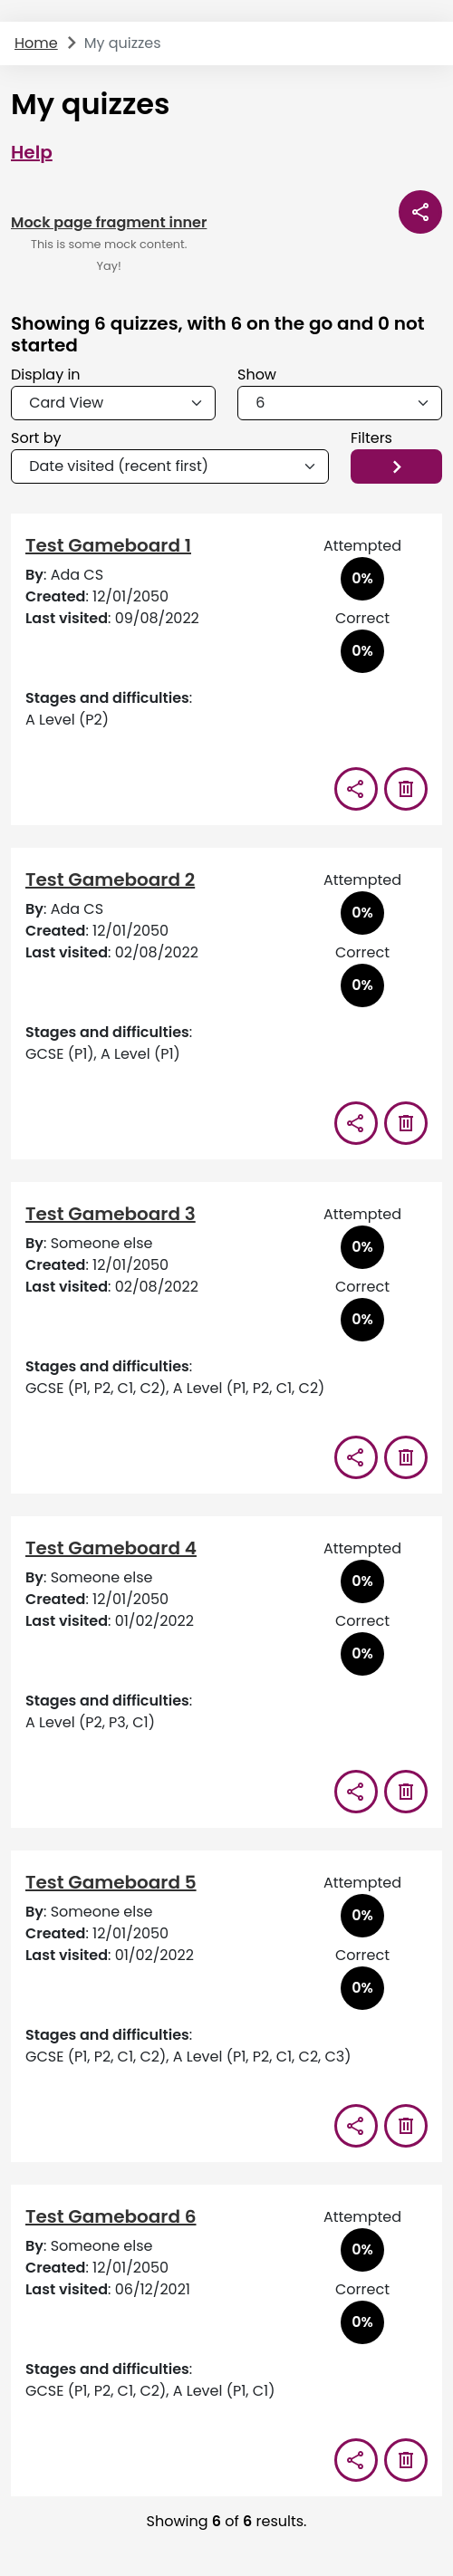 Home My quizzes
My quizzes
Help
Mock page fragment inner
This is some mock content.
Yay!
Showing 6 quizzes, with 6 on the go and 0 not
started
Display in
Card View
Show
6
Sort by
Date visited (recent first)
Filters
Test Gameboard 1
By: Ada CS
Created: 12/01/2050
Last visited: 09/08/2022
Attempted
0%
Correct
0%
Stages and difficulties:
A Level (P2)
Test Gameboard 2
By: Ada CS
Created: 12/01/2050
Last visited: 02/08/2022
Attempted
0%
Correct
0%
Stages and difficulties:
GCSE (P1), A Level (P1)
Test Gameboard 3
By: Someone else
Created: 12/01/2050
Last visited: 02/08/2022
Attempted
0%
Correct
0%
Stages and difficulties:
GCSE (P1, P2, C1, C2), A Level (P1, P2, C1, C2)
Test Gameboard 4
By: Someone else
Created: 12/01/2050
Last visited: 01/02/2022
Attempted
0%
Correct
0%
Stages and difficulties:
A Level (P2, P3, C1)
Test Gameboard 5
By: Someone else
Created: 12/01/2050
Last visited: 01/02/2022
Attempted
0%
Correct
0%
Stages and difficulties:
GCSE (P1, P2, C1, C2), A Level (P1, P2, C1, C2, C3)
Test Gameboard 6
By: Someone else
Created: 12/01/2050
Last visited: 06/12/2021
Attempted
0%
Correct
0%
Stages and difficulties:
GCSE (P1, P2, C1, C2), A Level (P1, C1)
Showing 6 of 6 results.